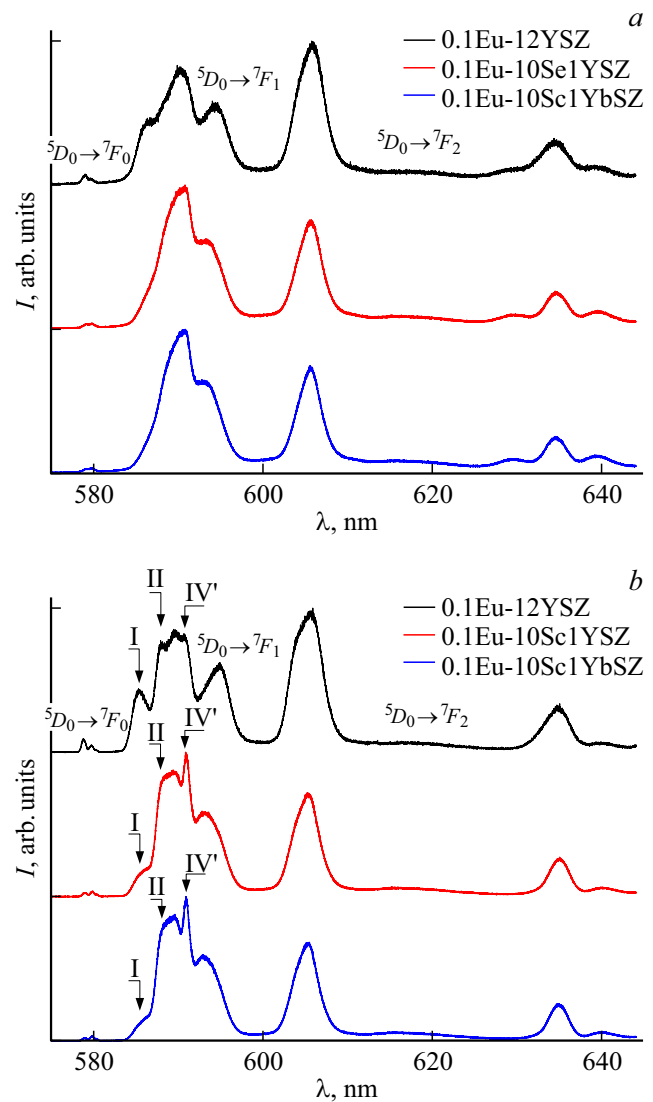 a
0.1Eu-12YSZ
0.1Eu-10Se1YSZ
0.1Eu-10Sc1YbSZ
⁵D₀→⁷F₁
⁵D₀→⁷F₀
⁵D₀→⁷F₂
I, arb. units
580 600 620 640
λ, nm
b
II IV'
0.1Eu-12YSZ
0.1Eu-10Sc1YSZ
0.1Eu-10Sc1YbSZ
I
⁵D₀→⁷F₁
⁵D₀→⁷F₀
⁵D₀→⁷F₂
II IV'
I
II IV'
I
I, arb. units
580 600 620 640
λ, nm